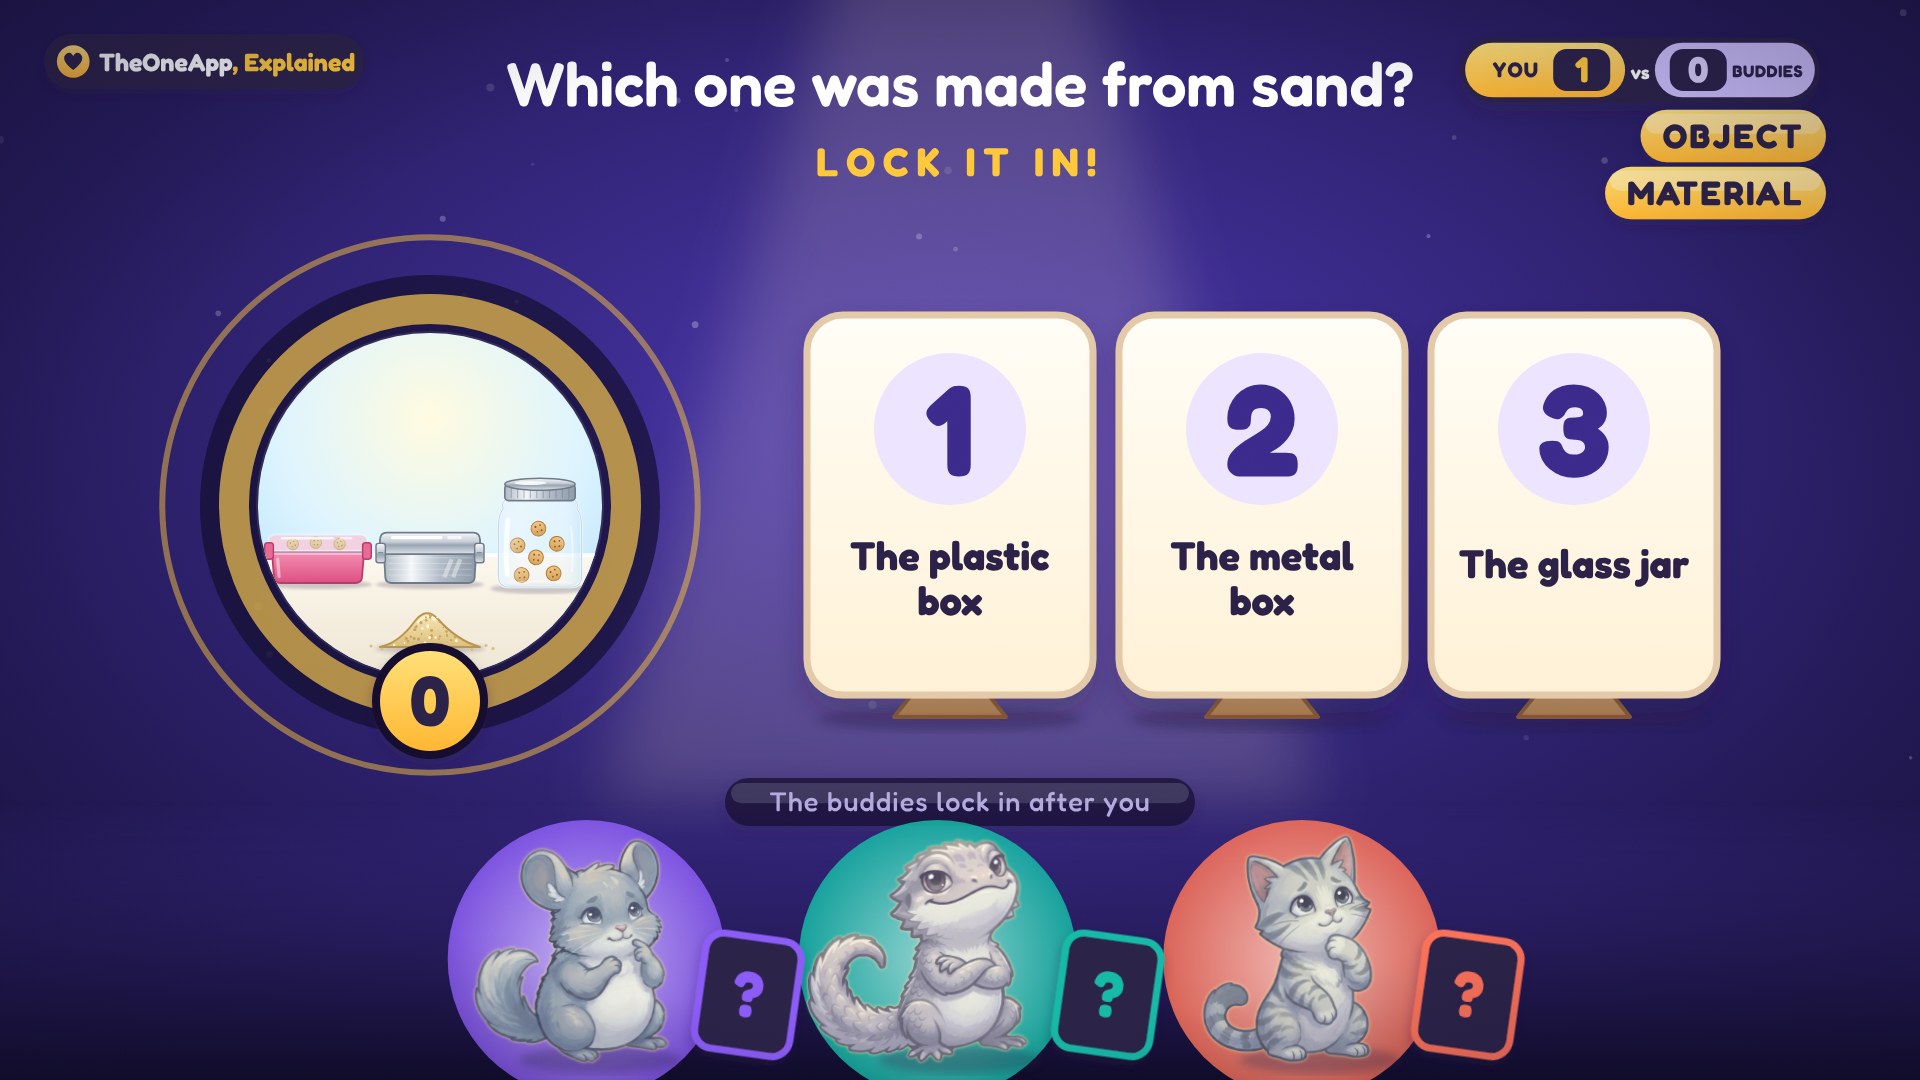 TheOneApp, Explained
Which one was made from sand?
LOCK IT IN!
YOU 1 vs 0 BUDDIES
OBJECT
MATERIAL
0
1
The plastic
box
2
The metal
box
3
The glass jar
The buddies lock in after you
?
?
?